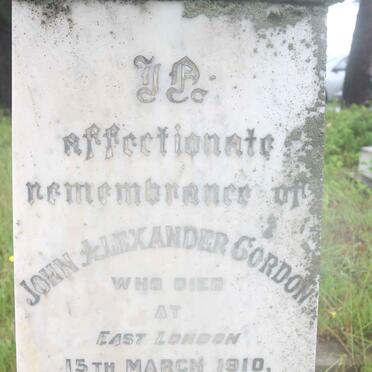 In
affectionate
remembrance of
JOHN ALEXANDER GORDON
WHO DIED
AT
EAST LONDON
15TH MARCH 1910.